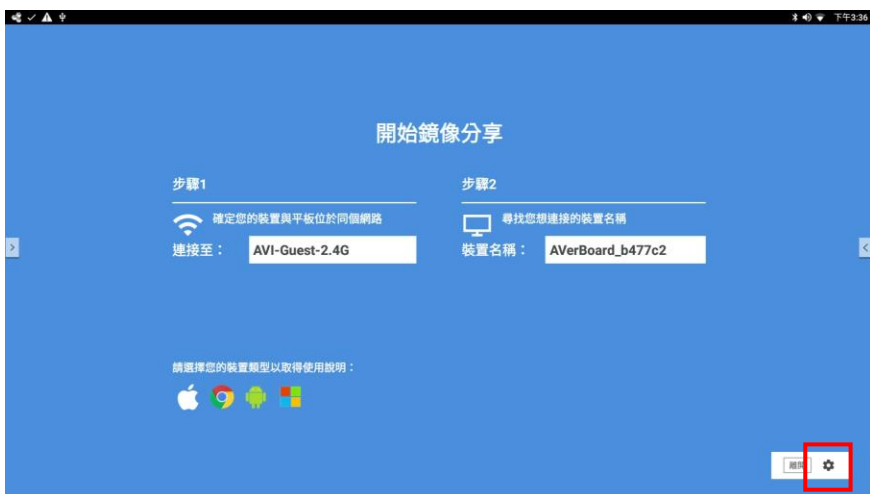 下午3:36
開始鏡像分享
步驟1
確定您的裝置與平板位於同個網路
連接至：
AVI-Guest-2.4G
步驟2
尋找您想連接的裝置名稱
裝置名稱：
AVerBoard_b477c2
請選擇您的裝置類型以取得使用說明：